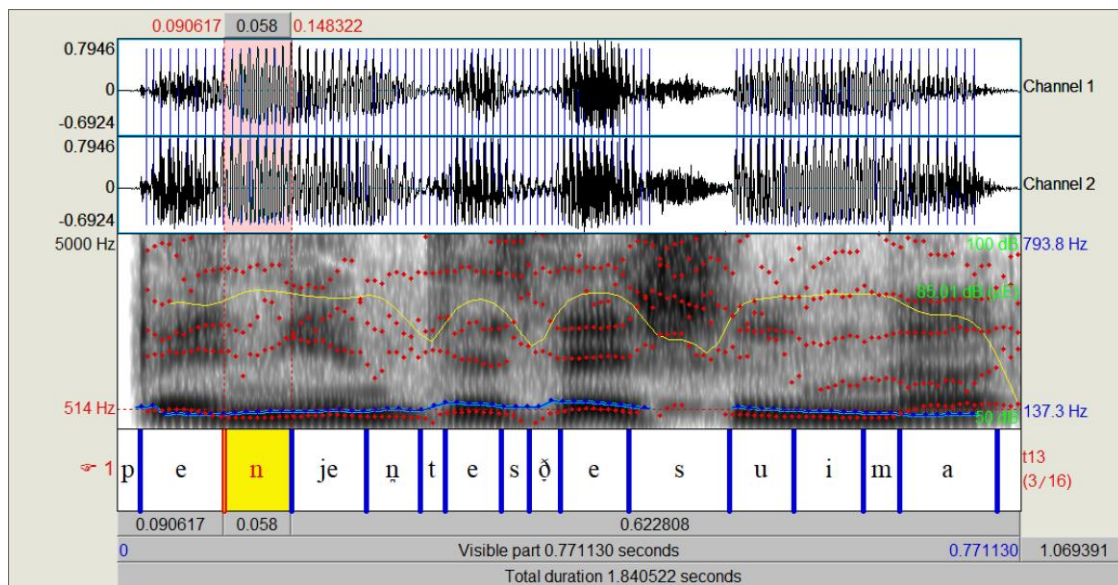 0.090617 0.058 0.148322
0.7946
0
-0.6924
Channel 1
0.7946
0
-0.6924
Channel 2
5000 Hz 100 dB 793.8 Hz
514 Hz 50 dB 137.3 Hz
☞ 1 p e n je n̪ t e s ð̞ e s u i m a t13
(3/16)
0.090617 0.058 0.622808
0 Visible part 0.771130 seconds 0.771130 1.069391
Total duration 1.840522 seconds